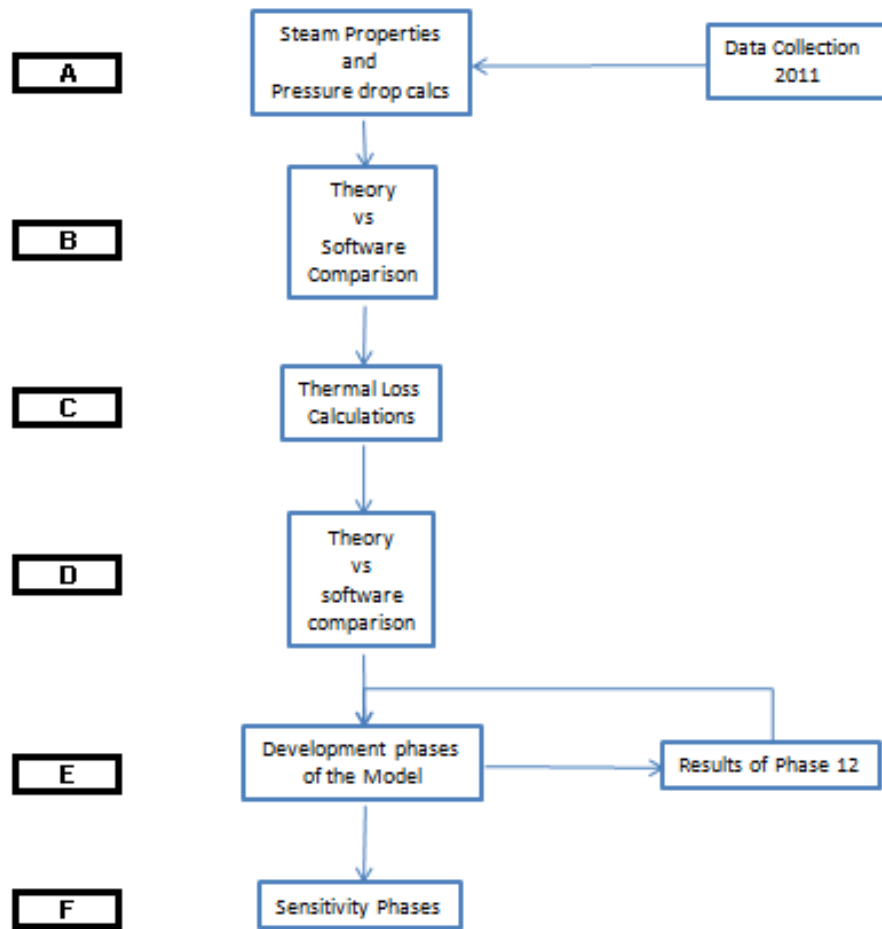 A
Steam Properties
and
Pressure drop calcs
Data Collection
2011
B
Theory
vs
Software
Comparison
C
Thermal Loss
Calculations
D
Theory
vs
software
comparison
E
Development phases
of the Model
Results of Phase 12
F
Sensitivity Phases